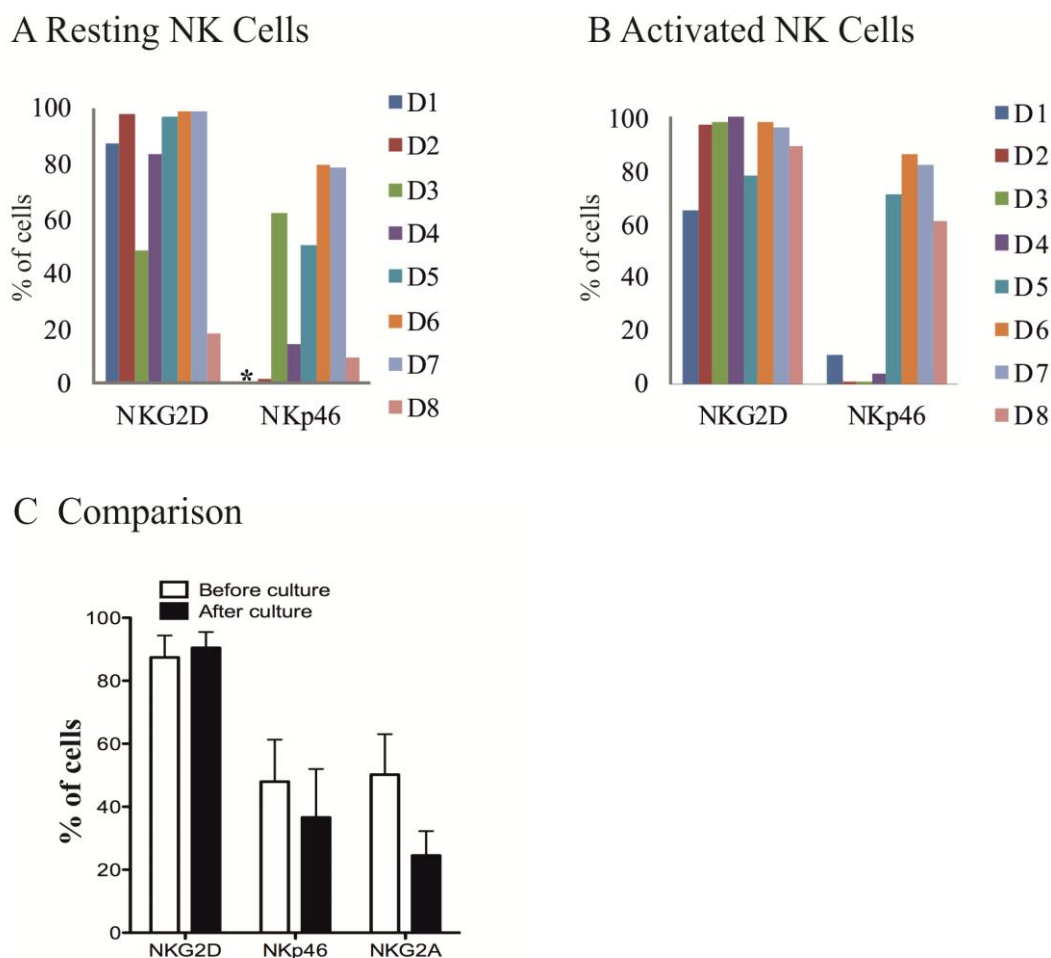 A Resting NK Cells
% of cells
100
80
60
40
20
0
*
NKG2D NKp46
D1
D2
D3
D4
D5
D6
D7
D8
B Activated NK Cells
% of cells
100
80
60
40
20
0
NKG2D NKp46
D1
D2
D3
D4
D5
D6
D7
D8
C Comparison
Before culture
After culture
% of cells
100
80
60
40
20
0
NKG2D NKp46 NKG2A